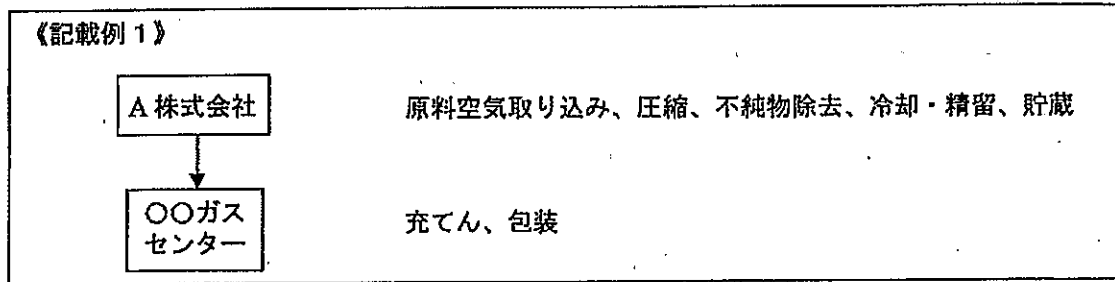 《記載例1》
A株式会社
原料空気取り込み、圧縮、不純物除去、冷却・精留、貯蔵
〇〇ガス
センター
充てん、包装